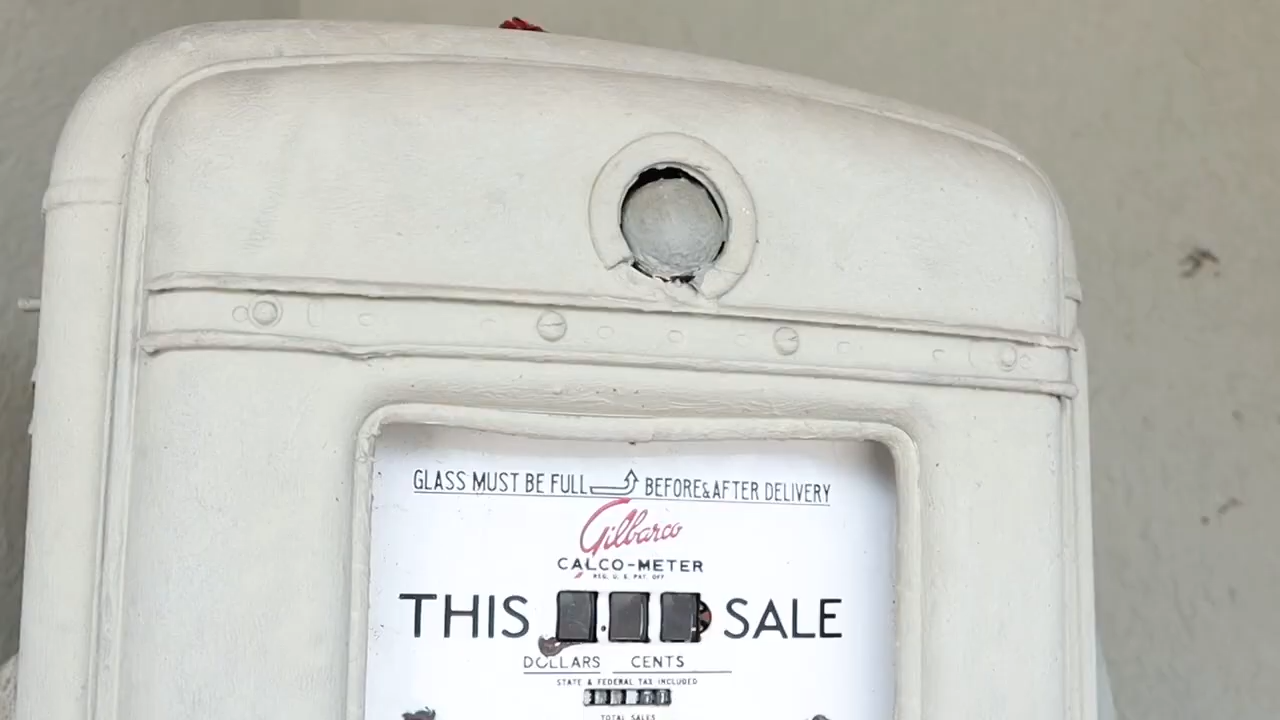 GLASS MUST BE FULL BEFORE & AFTER DELIVERY
Gilbarco
CALCO-METER
REG. U. S. PAT. OFF
THIS SALE
DOLLARS CENTS
STATE & FEDERAL TAX INCLUDED
TOTAL SALES